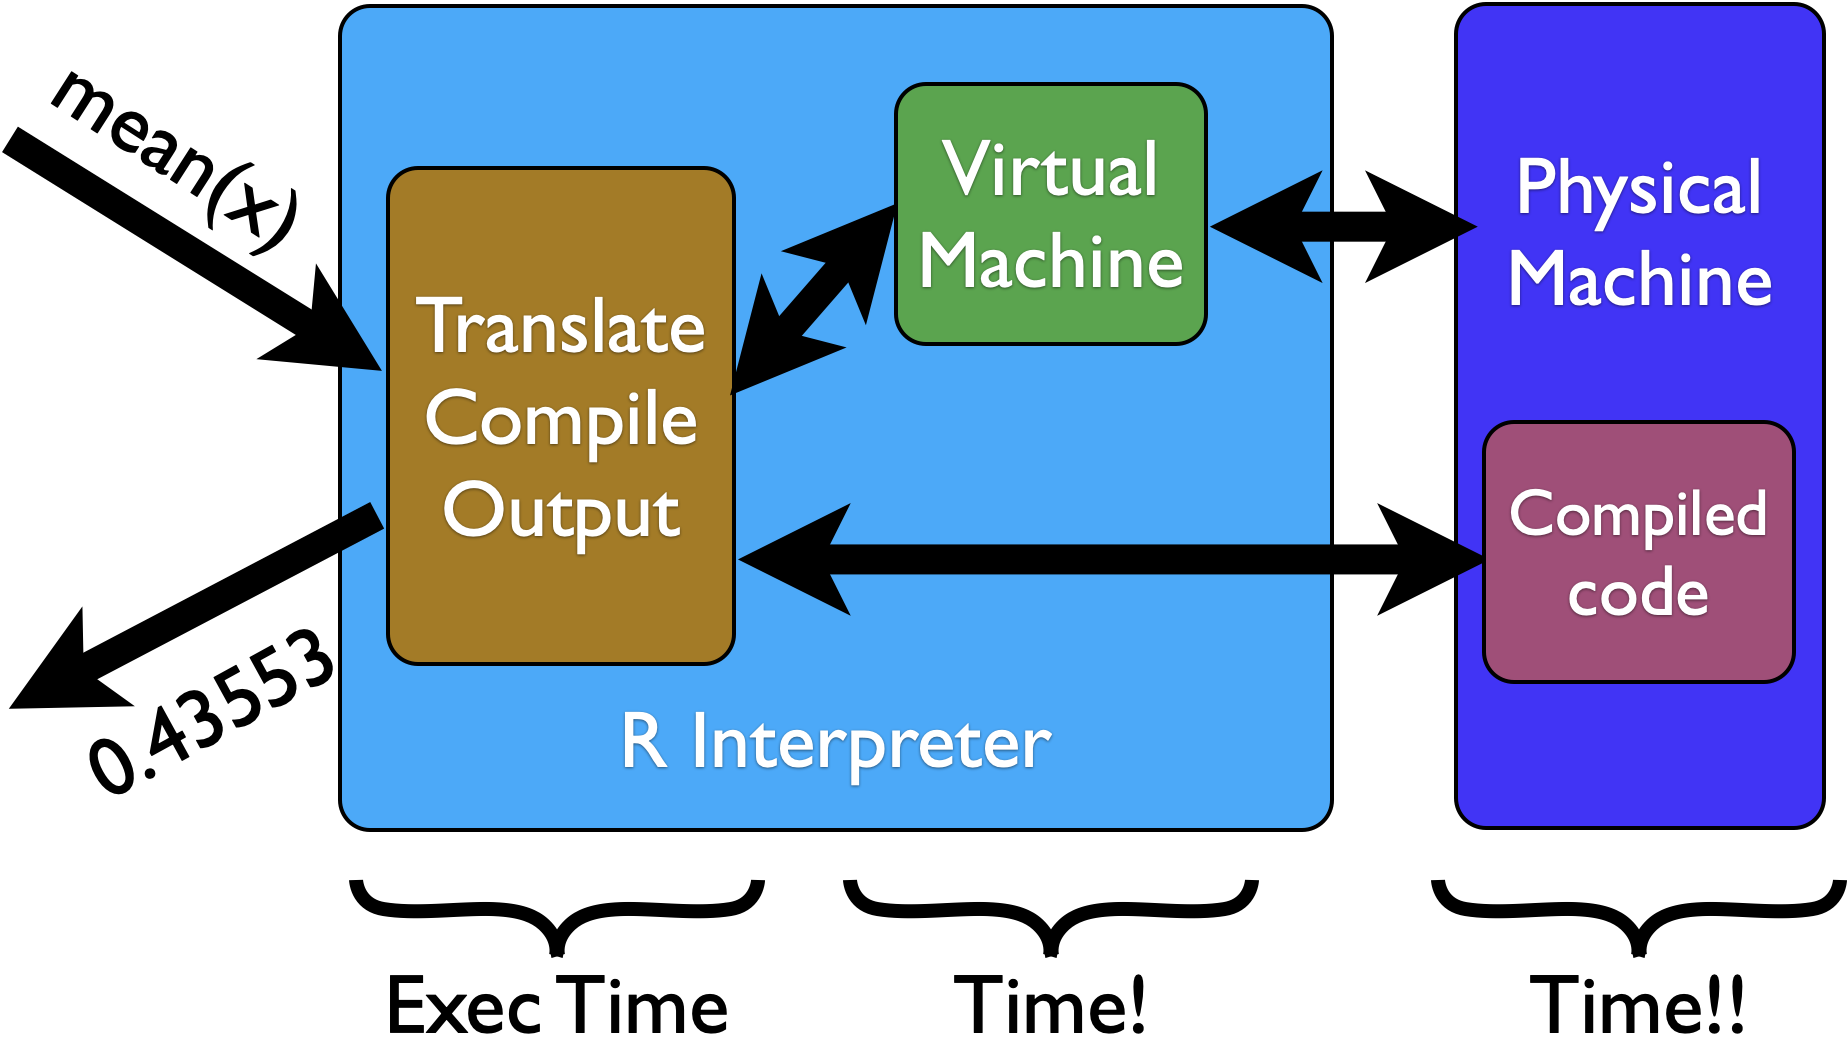 mean(x)
Translate
Compile
Output
Virtual
Machine
Physical
Machine
Compiled
code
0.43553
R Interpreter
Exec Time
Time!
Time!!